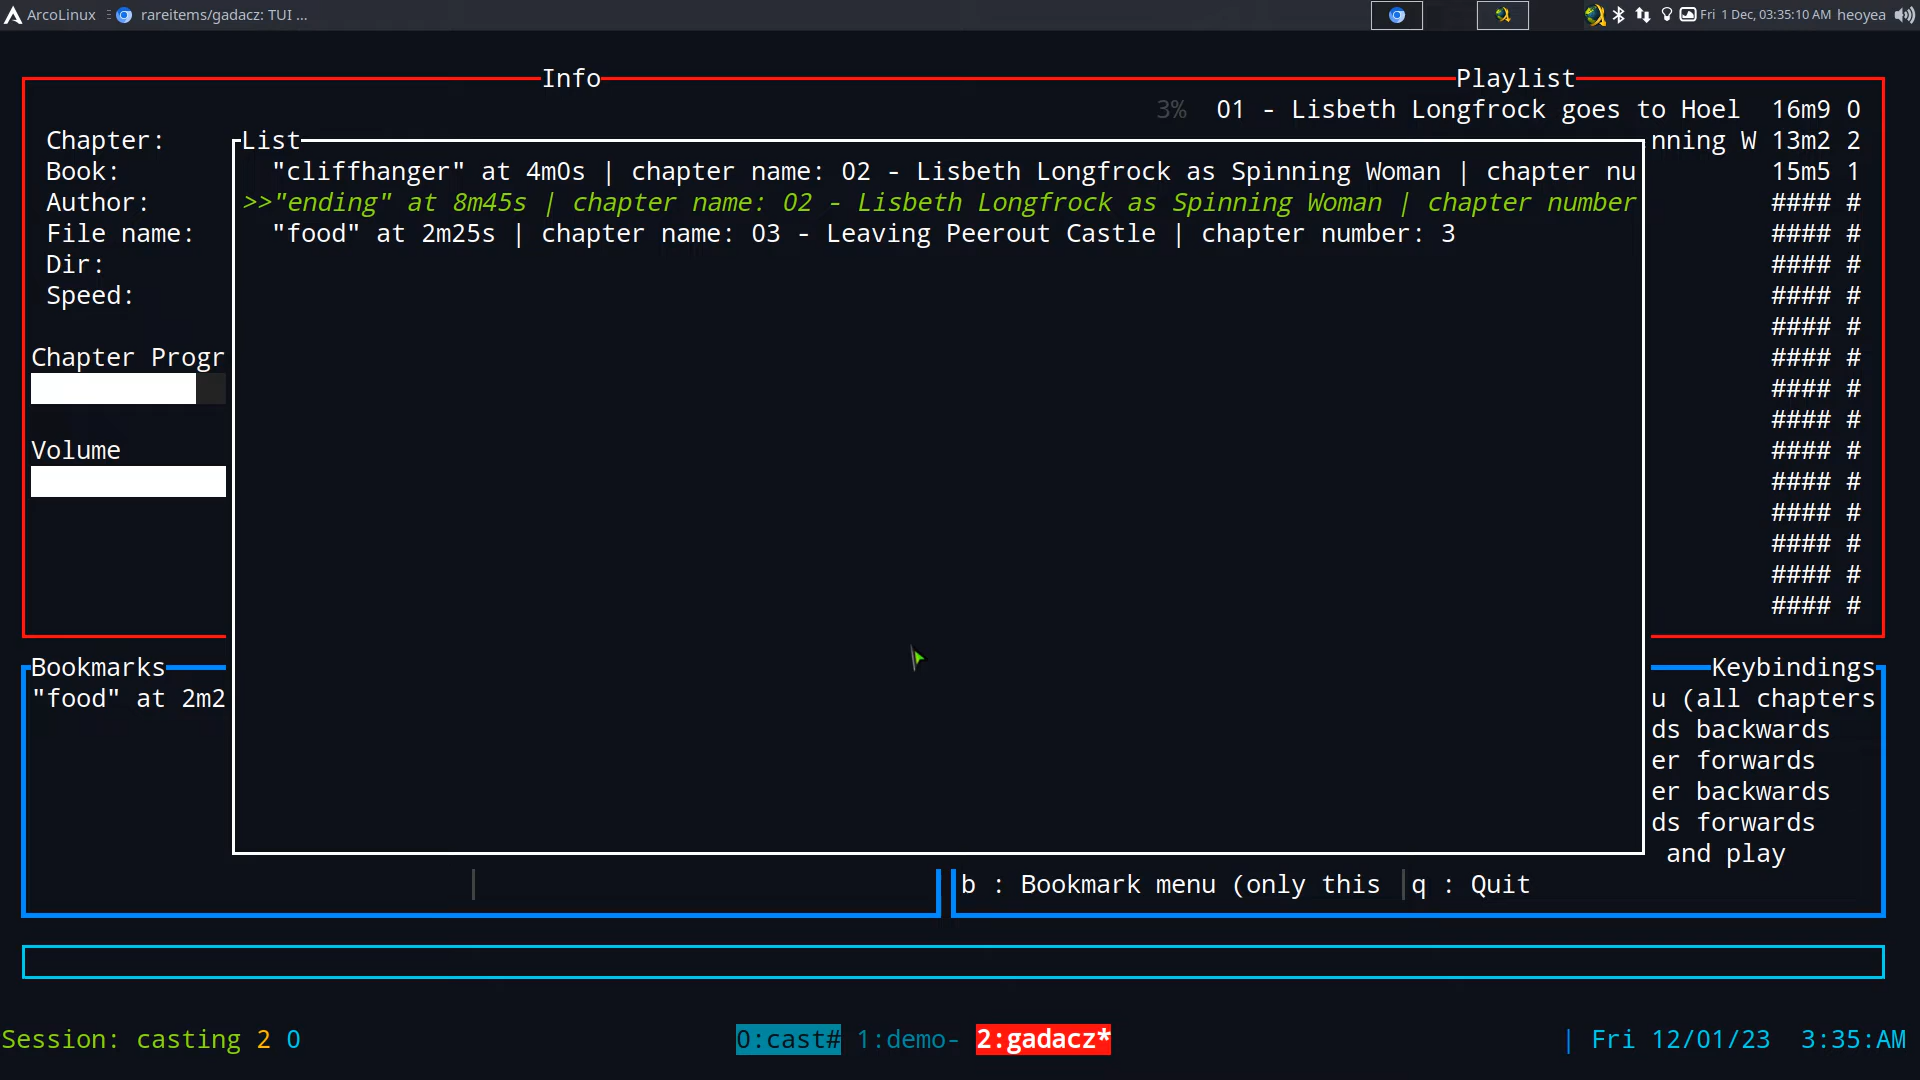 ArcoLinux rareitems/gadacz: TUI ... Fri 1 Dec, 03:35:10 AM heoyea
Info Playlist
3% 01 - Lisbeth Longfrock goes to Hoel 16m9 0
Chapter: List nning W 13m2 2
Book: "cliffhanger" at 4m0s | chapter name: 02 - Lisbeth Longfrock as Spinning Woman | chapter nu 15m5 1
Author: >>"ending" at 8m45s | chapter name: 02 - Lisbeth Longfrock as Spinning Woman | chapter number #### #
File name: "food" at 2m25s | chapter name: 03 - Leaving Peerout Castle | chapter number: 3 #### #
Dir: #### #
Speed: #### #
#### #
Chapter Progr #### #
#### #
#### #
Volume #### #
#### #
#### #
#### #
#### #
#### #
Bookmarks Keybindings
"food" at 2m2 u (all chapters
ds backwards
er forwards
er backwards
ds forwards
and play
b : Bookmark menu (only this q : Quit
Session: casting 2 0 0:cast# 1:demo- 2:gadacz* | Fri 12/01/23 3:35:AM